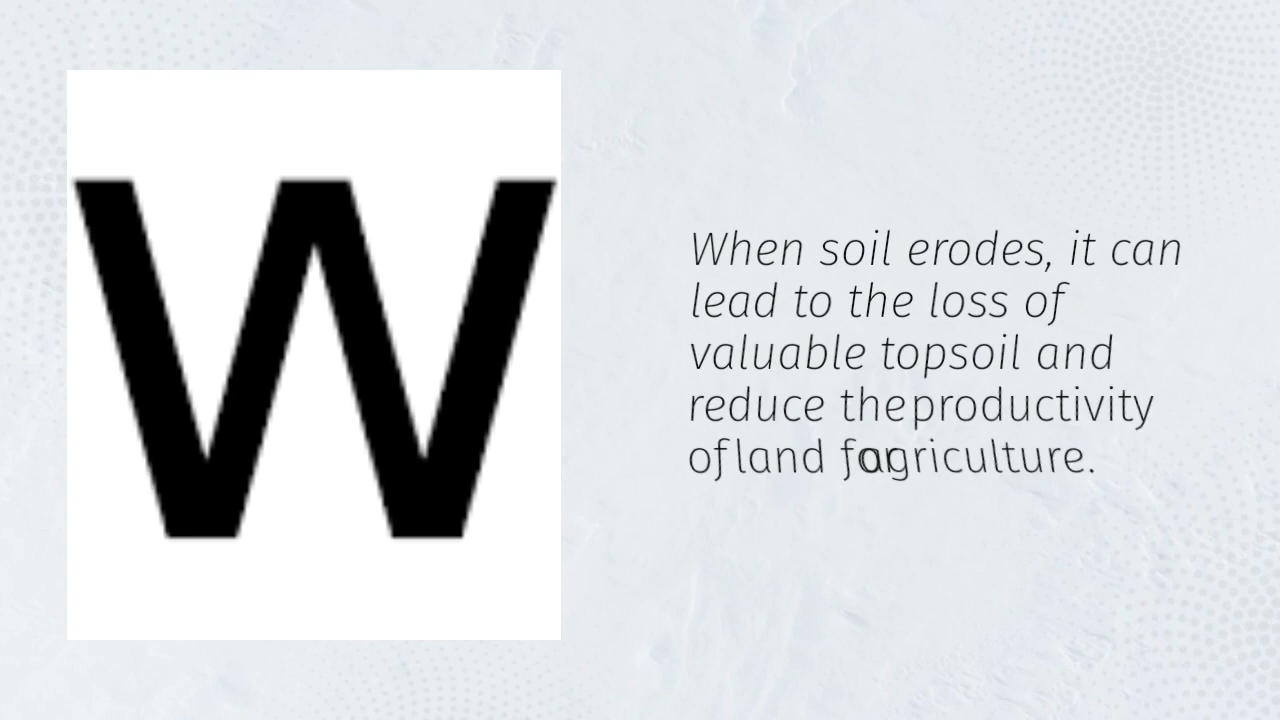 W
When soil erodes, it can
lead to the loss of
valuable topsoil and
reduce the productivity
of land for agriculture.